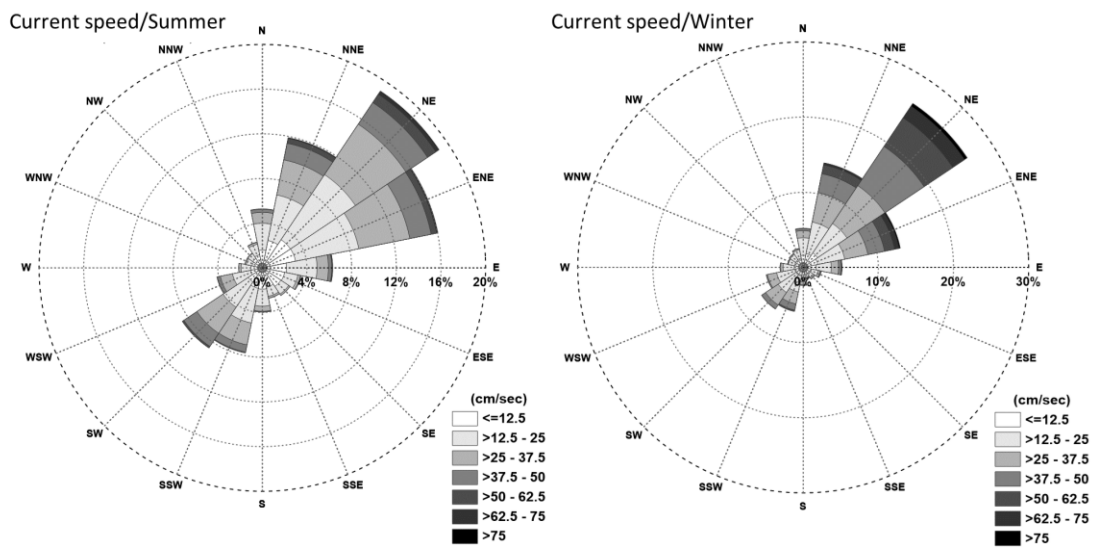 Current speed/Summer
N
NNE
NE
ENE
E
ESE
SE
SSE
S
SSW
SW
WSW
W
WNW
NW
NNW
0% 4% 8% 12% 16% 20%
(cm/sec)
<=12.5
>12.5 - 25
>25 - 37.5
>37.5 - 50
>50 - 62.5
>62.5 - 75
>75
Current speed/Winter
N
NNE
NE
ENE
E
ESE
SE
SSE
S
SSW
SW
WSW
W
WNW
NW
NNW
0% 10% 20% 30%
(cm/sec)
<=12.5
>12.5 - 25
>25 - 37.5
>37.5 - 50
>50 - 62.5
>62.5 - 75
>75